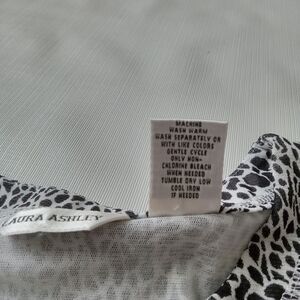 MACHINE
WASH WARM
WASH SEPARATELY OR
WITH LIKE COLORS
GENTLE CYCLE
ONLY NON-
CHLORINE BLEACH
WHEN NEEDED
TUMBLE DRY LOW
COOL IRON
IF NEEDED
LAURA ASHLEY